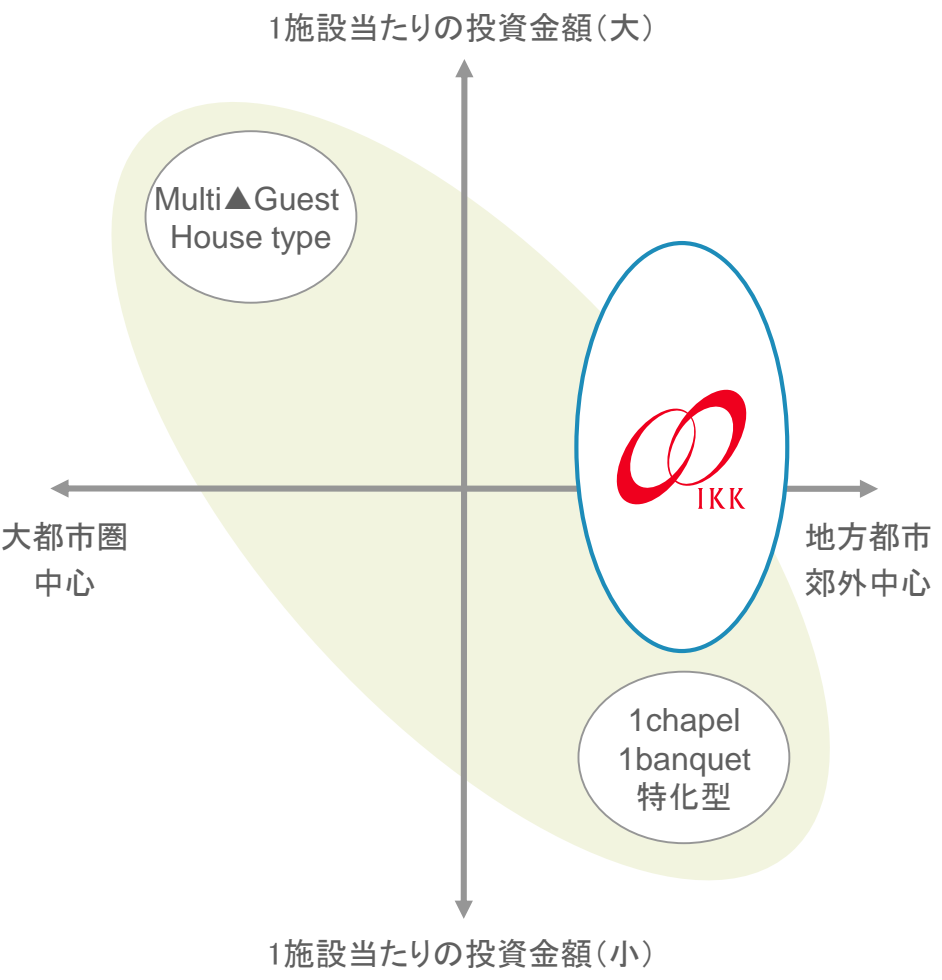 1施設当たりの投資金額(大)
Multi▲Guest
House type
IKK
大都市圏
中心
地方都市
郊外中心
1chapel
1banquet
特化型
1施設当たりの投資金額(小)